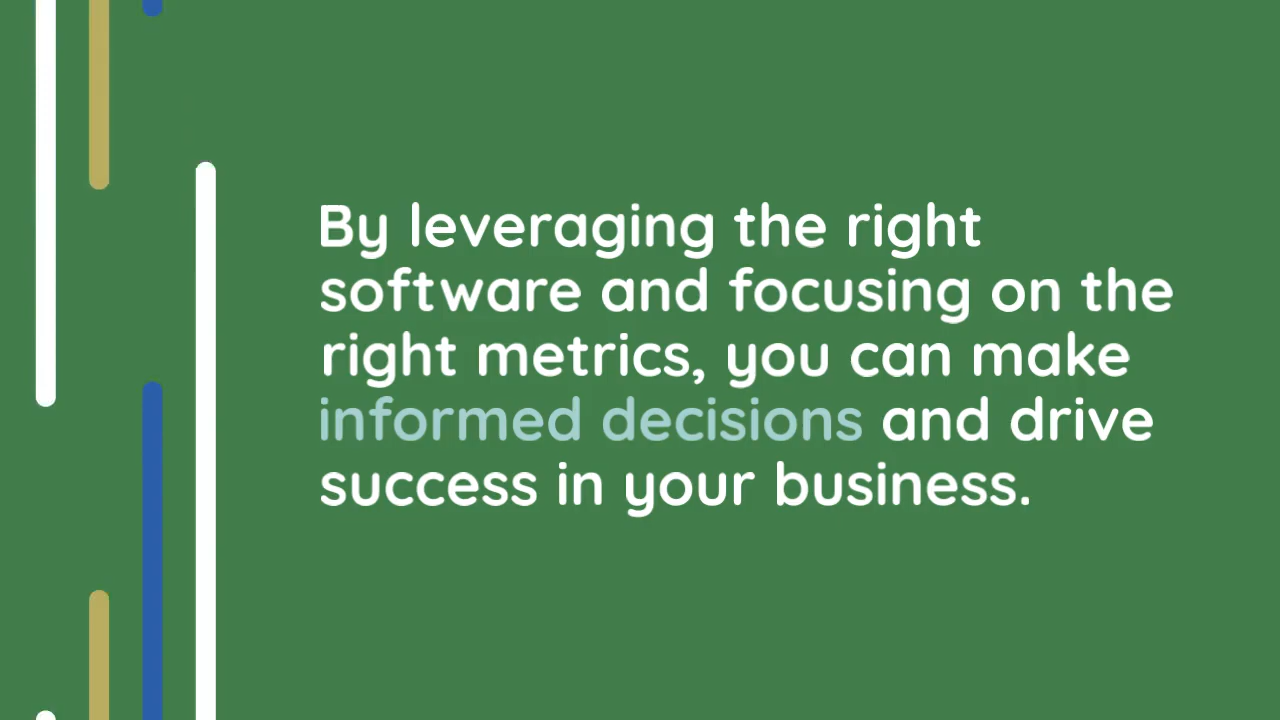 By leveraging the right
software and focusing on the
right metrics, you can make
informed decisions and drive
success in your business.